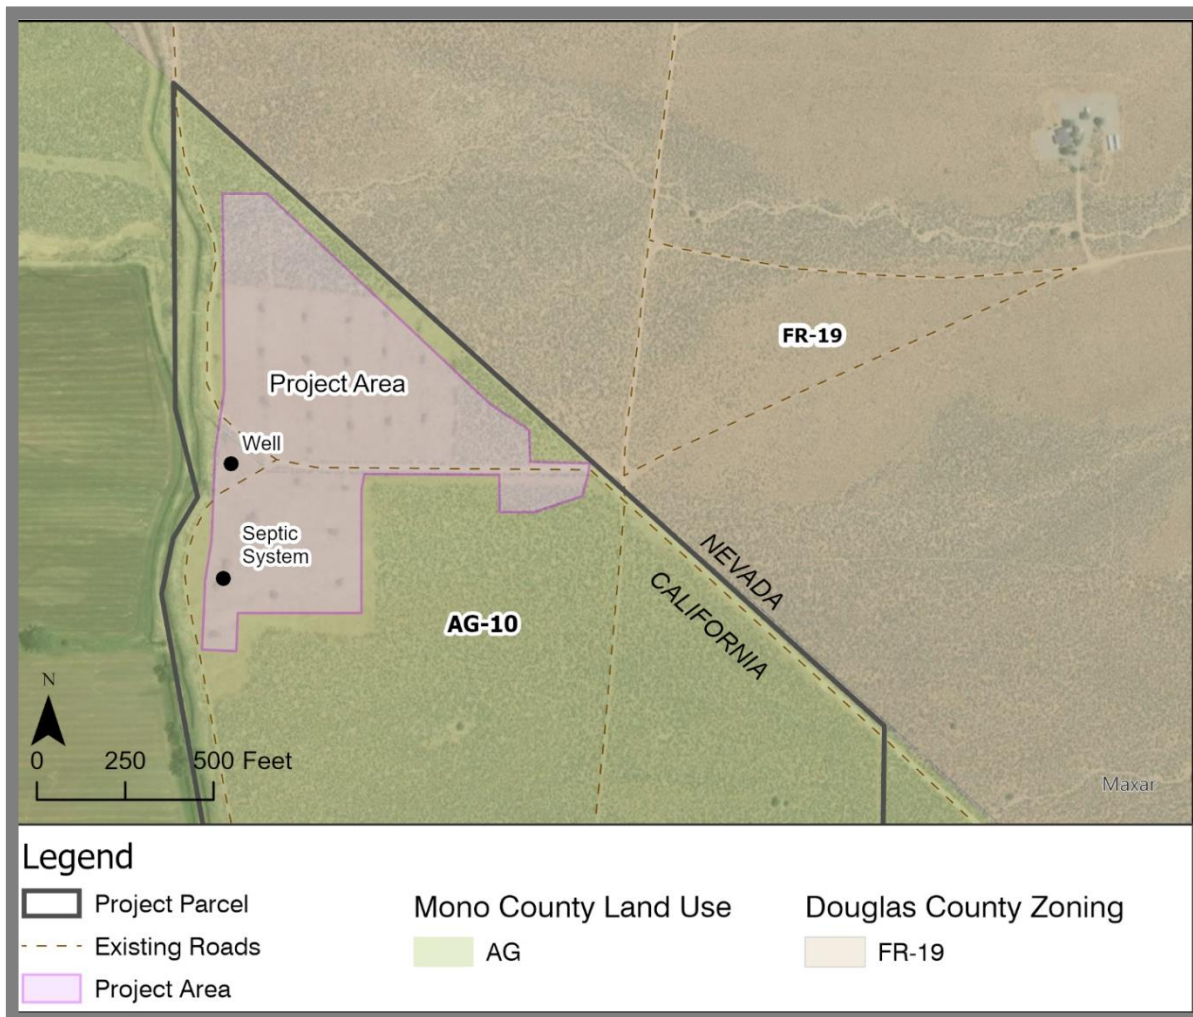 FR-19
Project Area
Well
Septic
System
NEVADA
CALIFORNIA
AG-10
N
0 250 500 Feet
Maxar
Legend
Project Parcel
Existing Roads
Project Area
Mono County Land Use
AG
Douglas County Zoning
FR-19